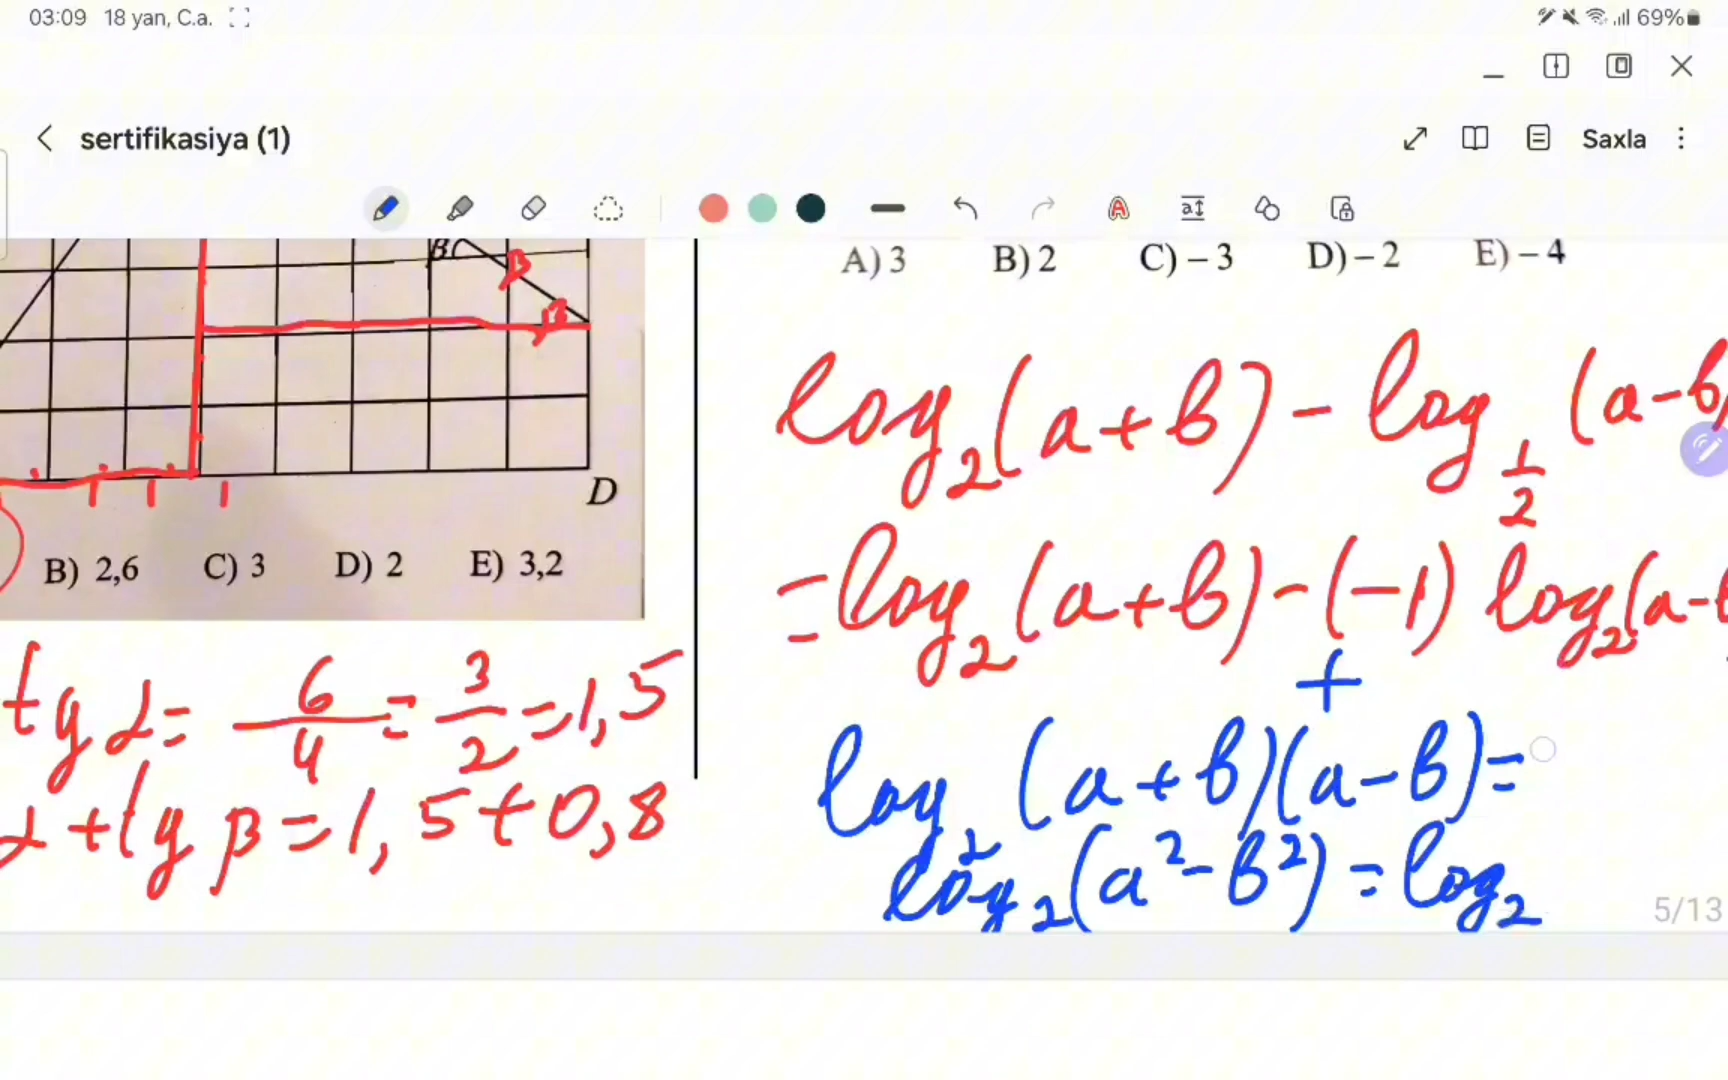 03:09 18 yan, C.a. 69%
sertifikasiya (1)
Saxla
β
β
D
B) 2,6 C) 3 D) 2 E) 3,2
tg α = 6/4 = 3/2 = 1,5
α + tg β = 1,5 + 0,8
A) 3 B) 2 C) – 3 D) – 2 E) – 4
log₂(a+b) - log_{1/2}(a-b)
= log₂(a+b) - (-1) log₂(a-b
+
log₂(a+b)(a-b) =
log₂(a²-b²) = log₂
5/13